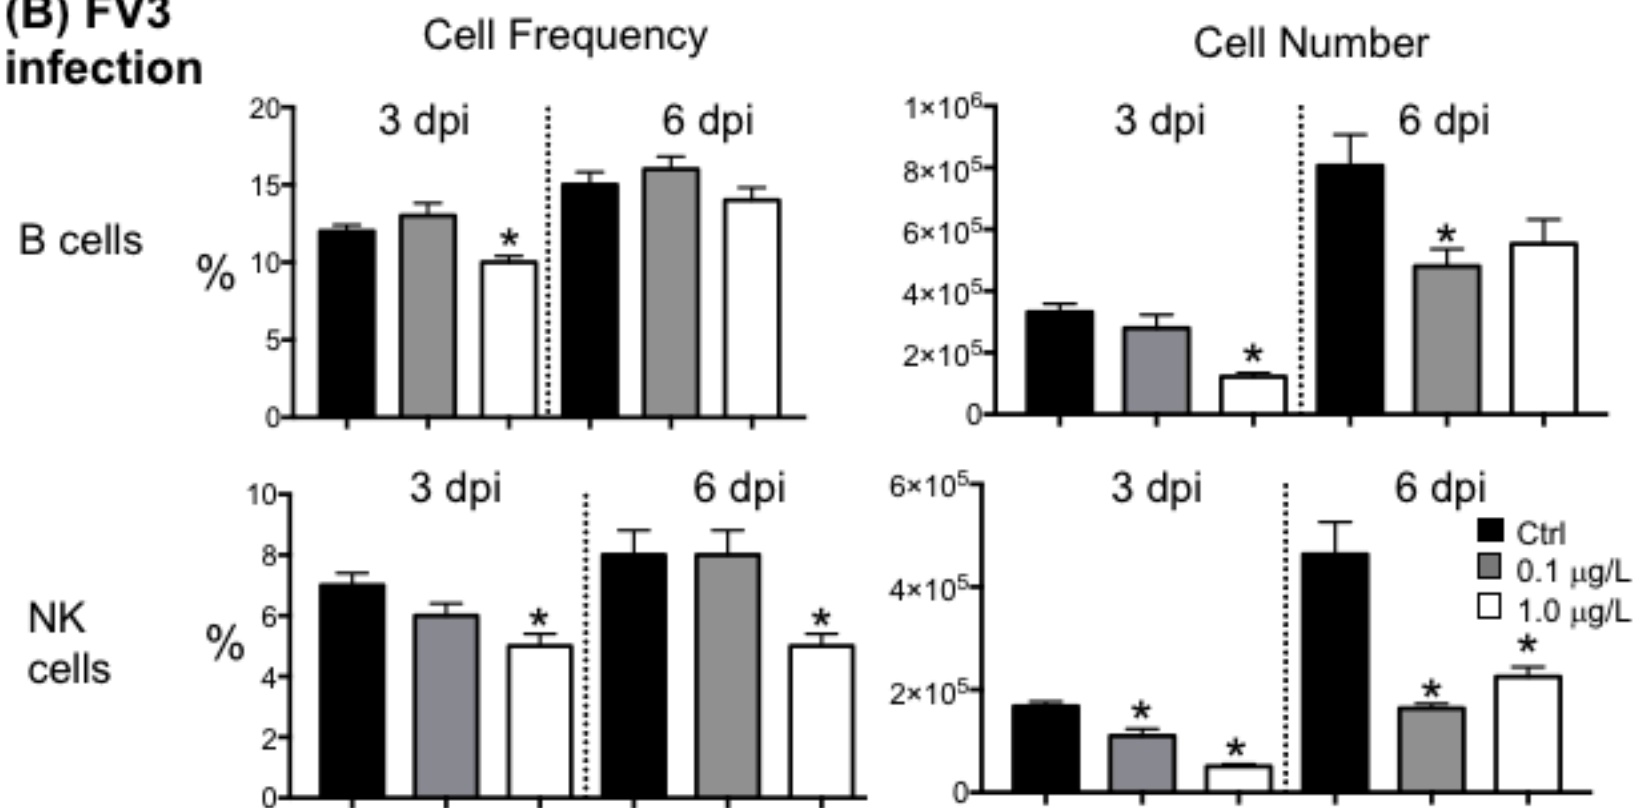 (B) FV3
infection
Cell Frequency
Cell Number
B cells
%
20
15
10
5
0
3 dpi
6 dpi
*
1×10⁶
8×10⁵
6×10⁵
4×10⁵
2×10⁵
0
3 dpi
6 dpi
*
*
NK
cells
%
10
8
6
4
2
0
3 dpi
6 dpi
*
*
6×10⁵
4×10⁵
2×10⁵
0
3 dpi
6 dpi
*
*
*
*
Ctrl
0.1 μg/L
1.0 μg/L